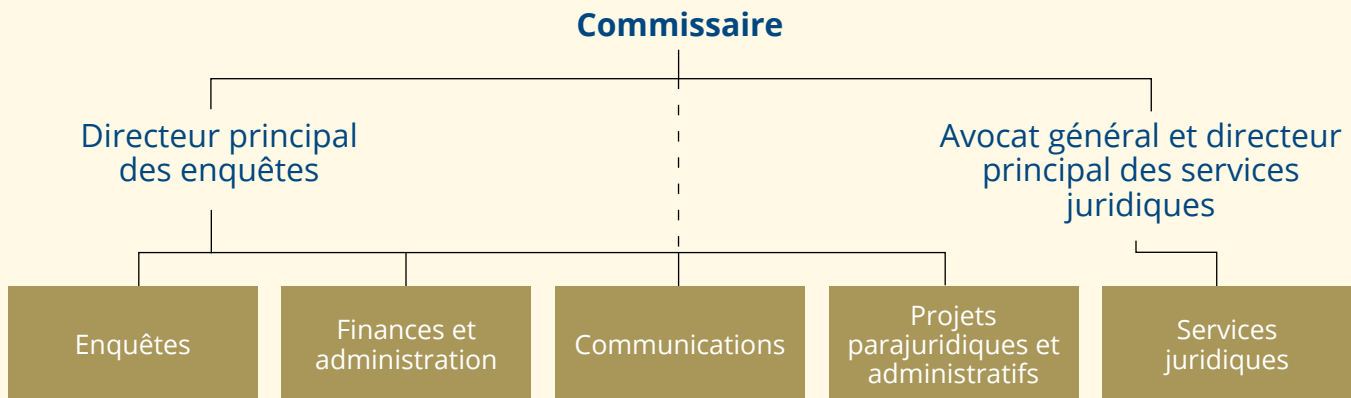 Commissaire
Directeur principal
des enquêtes
Avocat général et directeur
principal des services
juridiques
Enquêtes
Finances et
administration
Communications
Projets
parajuridiques et
administratifs
Services
juridiques